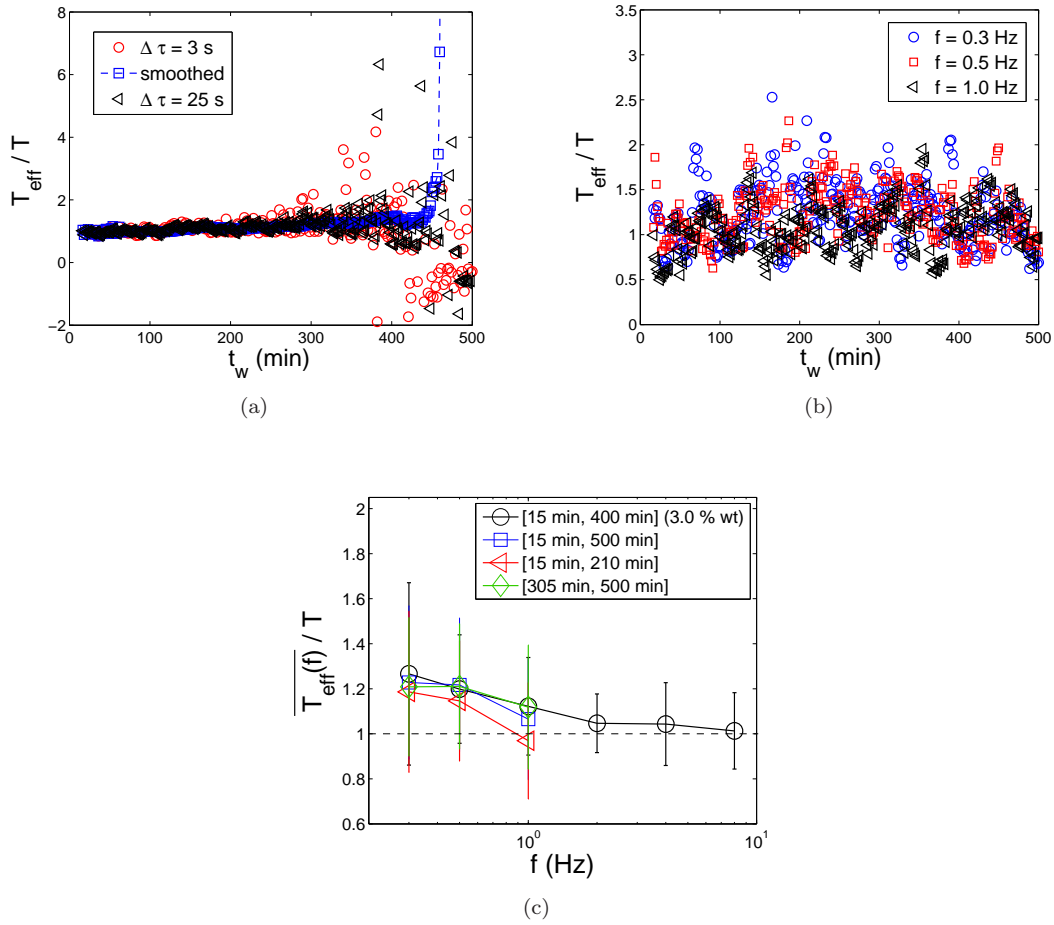 8
6
4
2
0
−2
T_eff / T
Δ τ = 3 s
smoothed
Δ τ = 25 s
0 100 200 300 400 500
t_w (min)
(a)
3.5
3
2.5
2
1.5
1
0.5
0
T_eff / T
f = 0.3 Hz
f = 0.5 Hz
f = 1.0 Hz
0 100 200 300 400 500
t_w (min)
(b)
2
1.8
1.6
1.4
1.2
1
0.8
0.6
T_eff(f) / T
[15 min, 400 min] (3.0 % wt)
[15 min, 500 min]
[15 min, 210 min]
[305 min, 500 min]
10⁰ 10¹
f (Hz)
(c)